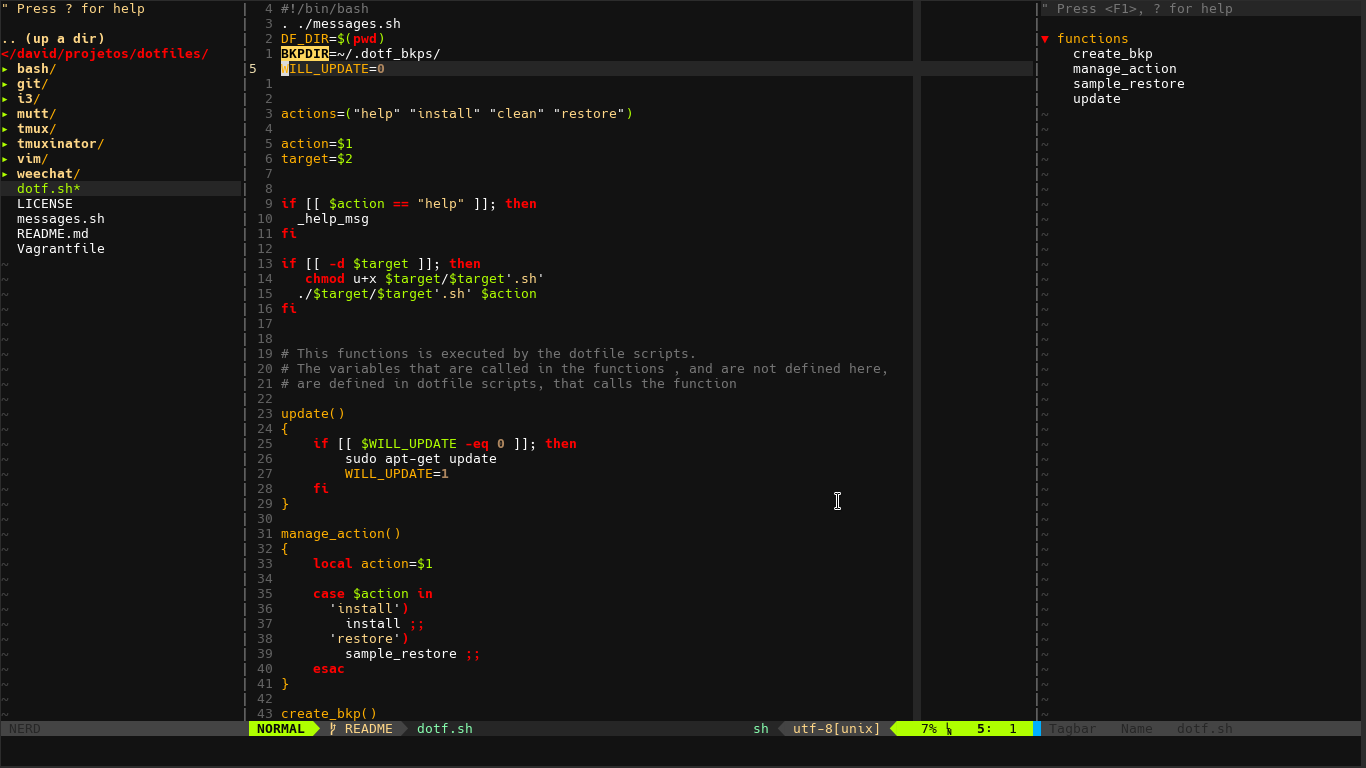 " Press ? for help
.. (up a dir)
</david/projetos/dotfiles/
▸ bash/
▸ git/
▸ i3/
▸ mutt/
▸ tmux/
▸ tmuxinator/
▸ vim/
▸ weechat/
dotf.sh*
LICENSE
messages.sh
README.md
Vagrantfile
NERD
4 #!/bin/bash
3 . ./messages.sh
2 DF_DIR=$(pwd)
1 BKPDIR=~/.dotf_bkps/
5 WILL_UPDATE=0
1
2
3 actions=("help" "install" "clean" "restore")
4
5 action=$1
6 target=$2
7
8
9 if [[ $action == "help" ]]; then
10   _help_msg
11 fi
12
13 if [[ -d $target ]]; then
14    chmod u+x $target/$target'.sh'
15   ./$target/$target'.sh' $action
16 fi
17
18
19 # This functions is executed by the dotfile scripts.
20 # The variables that are called in the functions , and are not defined here,
21 # are defined in dotfile scripts, that calls the function
22
23 update()
24 {
25     if [[ $WILL_UPDATE -eq 0 ]]; then
26         sudo apt-get update
27         WILL_UPDATE=1
28     fi
29 }
30
31 manage_action()
32 {
33     local action=$1
34
35     case $action in
36       'install')
37         install ;;
38       'restore')
39         sample_restore ;;
40     esac
41 }
42
43 create_bkp()
NORMAL README dotf.sh sh utf-8[unix] 7% 5: 1
" Press <F1>, ? for help
▼ functions
create_bkp
manage_action
sample_restore
update
Tagbar Name dotf.sh